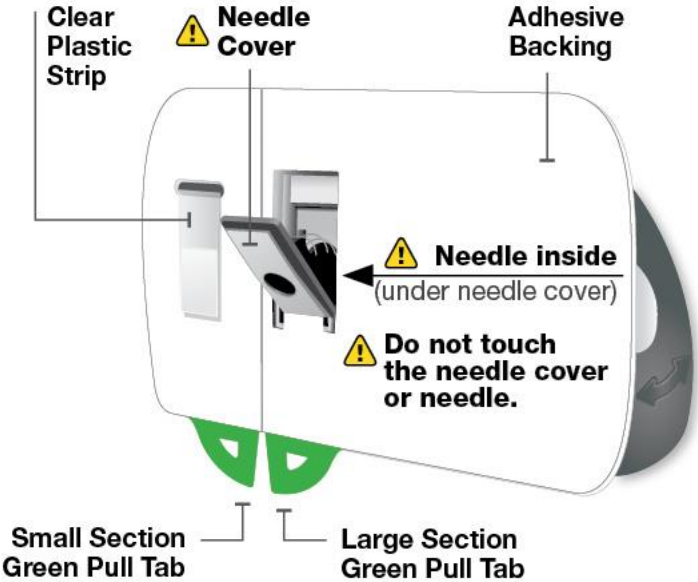 Clear
Plastic
Strip
Needle
Cover
Adhesive
Backing
Needle inside
(under needle cover)
Do not touch
the needle cover
or needle.
Small Section
Green Pull Tab
Large Section
Green Pull Tab